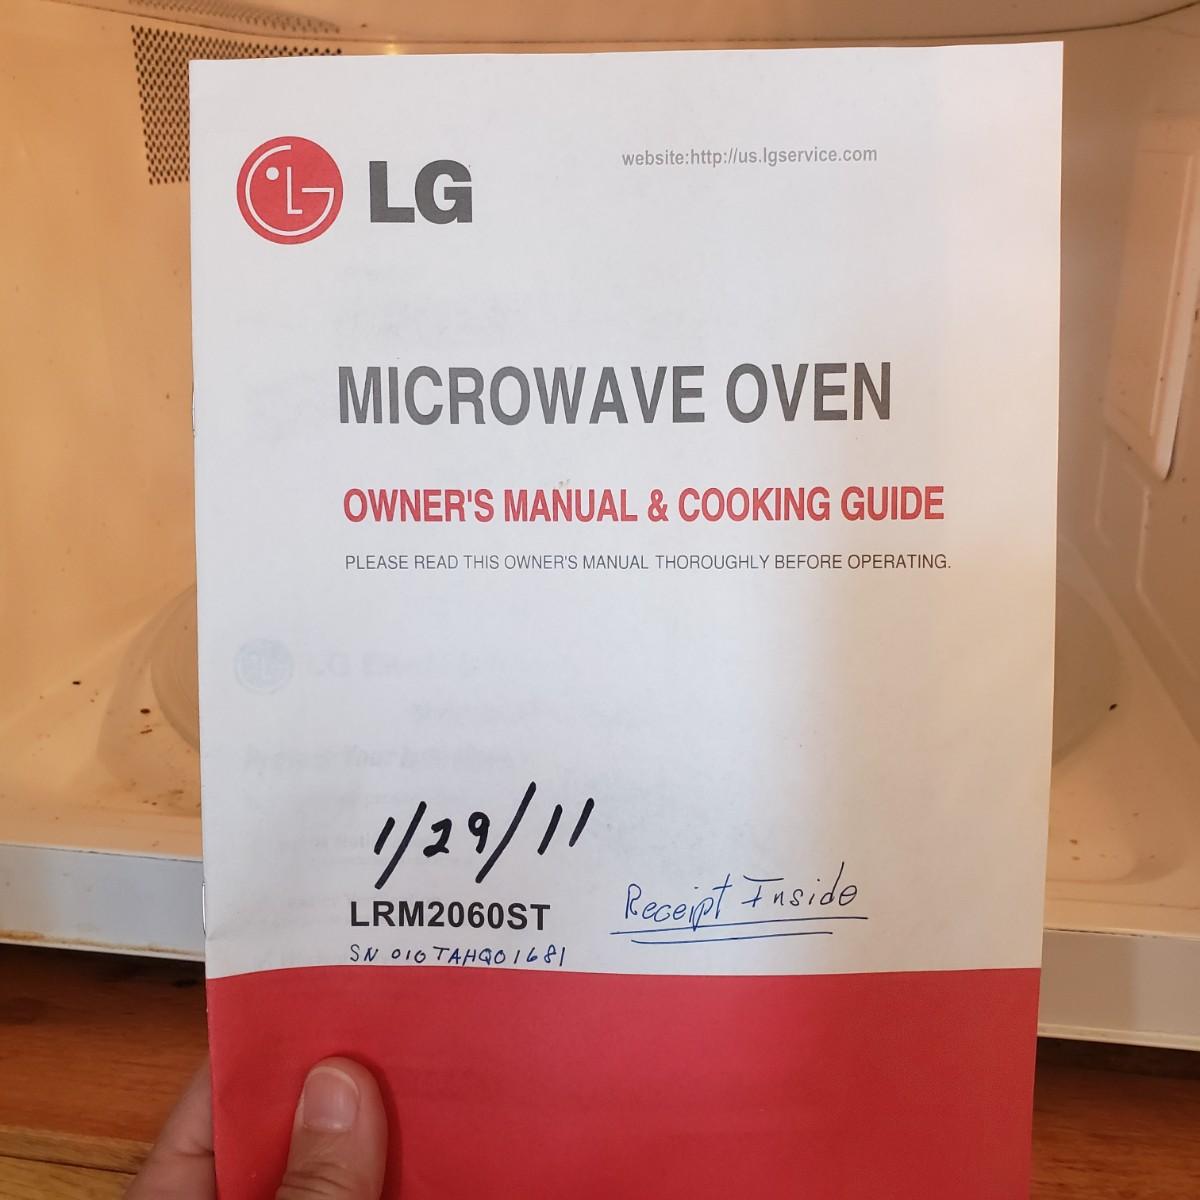 LG
website:http://us.lgservice.com
MICROWAVE OVEN
OWNER'S MANUAL & COOKING GUIDE
PLEASE READ THIS OWNER'S MANUAL THOROUGHLY BEFORE OPERATING.
1/29/11
LRM2060ST
Receipt Inside
SN 010TAHQ01681